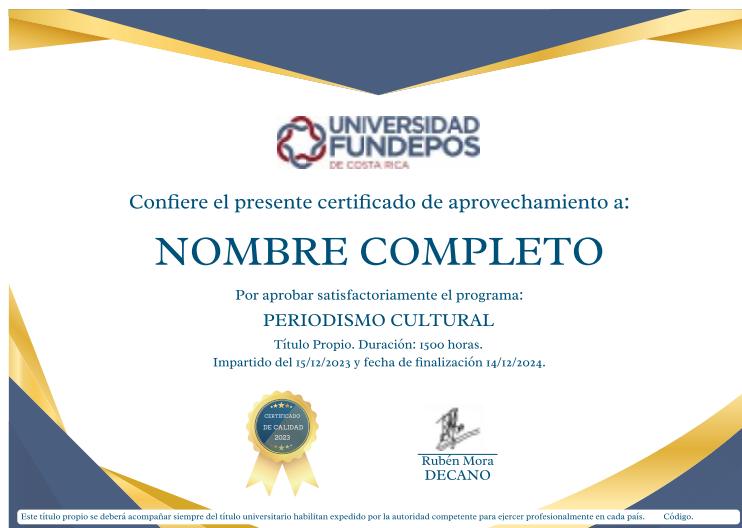 UNIVERSIDAD
FUNDEPOS
DE COSTA RICA
Confiere el presente certificado de aprovechamiento a:
NOMBRE COMPLETO
Por aprobar satisfactoriamente el programa:
PERIODISMO CULTURAL
Título Propio. Duración: 1500 horas.
Impartido del 15/12/2023 y fecha de finalización 14/12/2024.
CERTIFICADO
DE CALIDAD
2023
Rubén Mora
DECANO
Este título propio se deberá acompañar siempre del título universitario habilitan expedido por la autoridad competente para ejercer profesionalmente en cada país. Código.